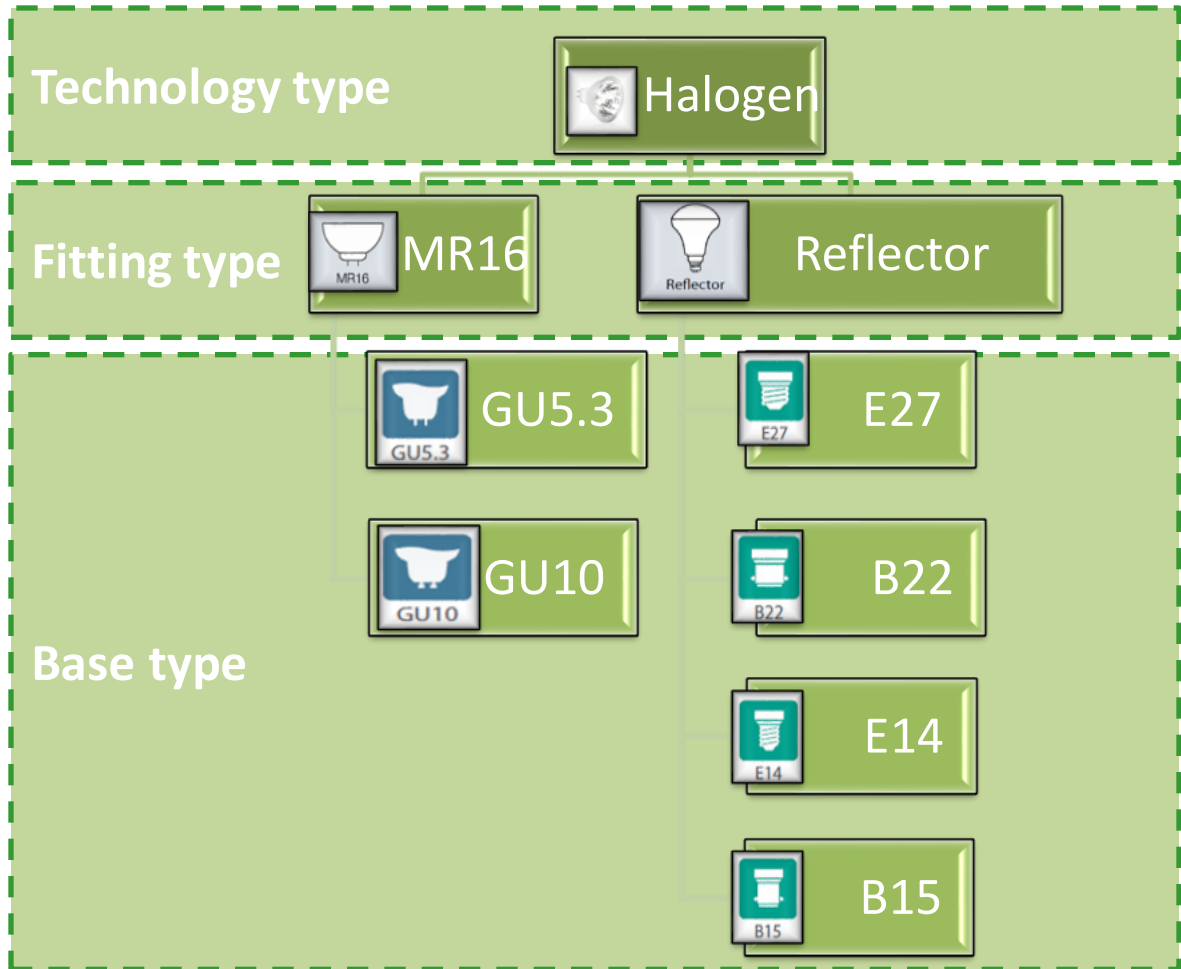 Technology type
Halogen
Fitting type
MR16
MR16
Reflector
Reflector
Base type
GU5.3
GU5.3
E27
E27
GU10
GU10
B22
B22
E14
E14
B15
B15